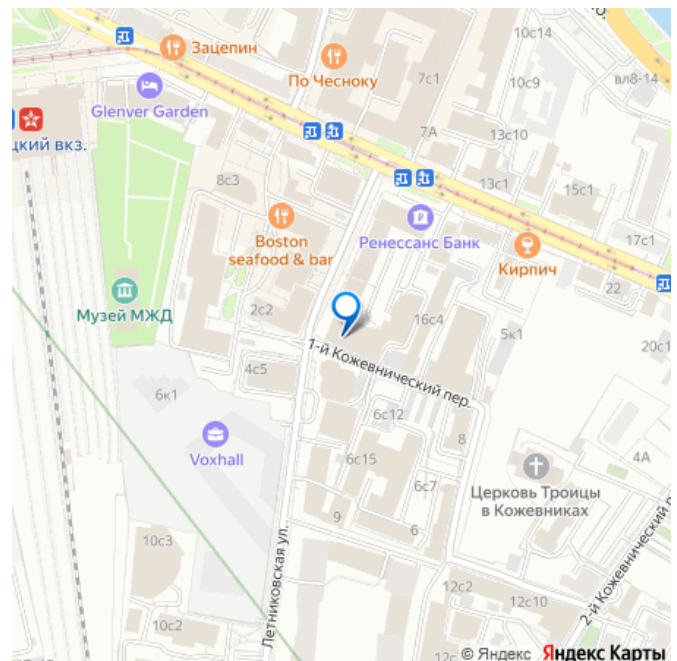 10с14
Зацепин
По Чесноку
7с1
10с9
вл8-14
Glenver Garden
7А
13с10
цкий вкз.
8с3
13с1
15с1
Boston
seafood & bar
Ренессанс Банк
Кирпич
17с1
22
Музей МЖД
2с2
16с4
5к1
20с1
1-й Кожевнический пер.
4с5
6к1
6с12
8
Voxhall
6с15
6с7
4А
Церковь Троицы
в Кожевниках
9
6
10с3
Летниковская ул.
2-й Кожевнический
12с2
12с10
10с2
© Яндекс Яндекс Карты